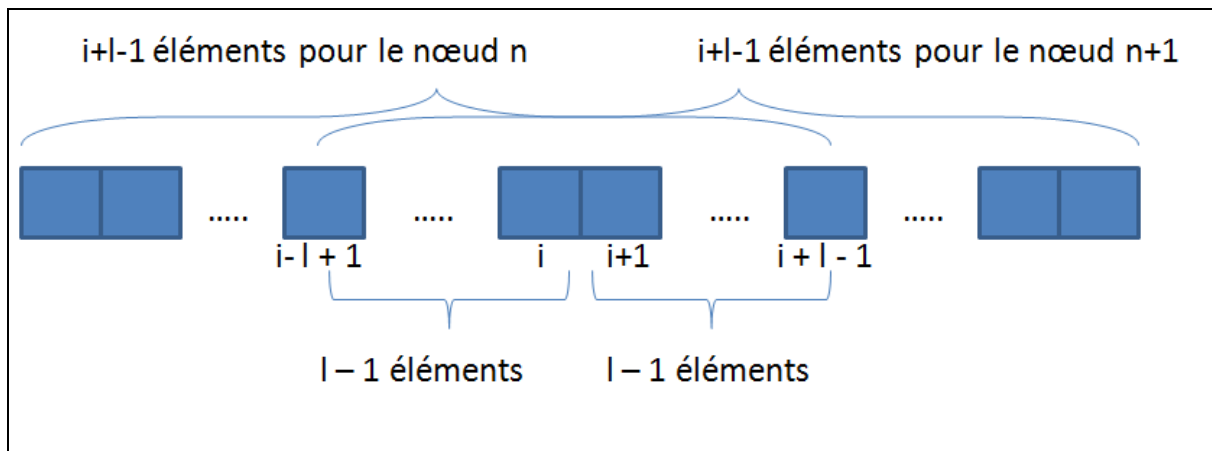 i+l-1 éléments pour le nœud n
i+l-1 éléments pour le nœud n+1
..... ..... ..... .....
i- l + 1 i i+1 i + l - 1
l – 1 éléments l – 1 éléments